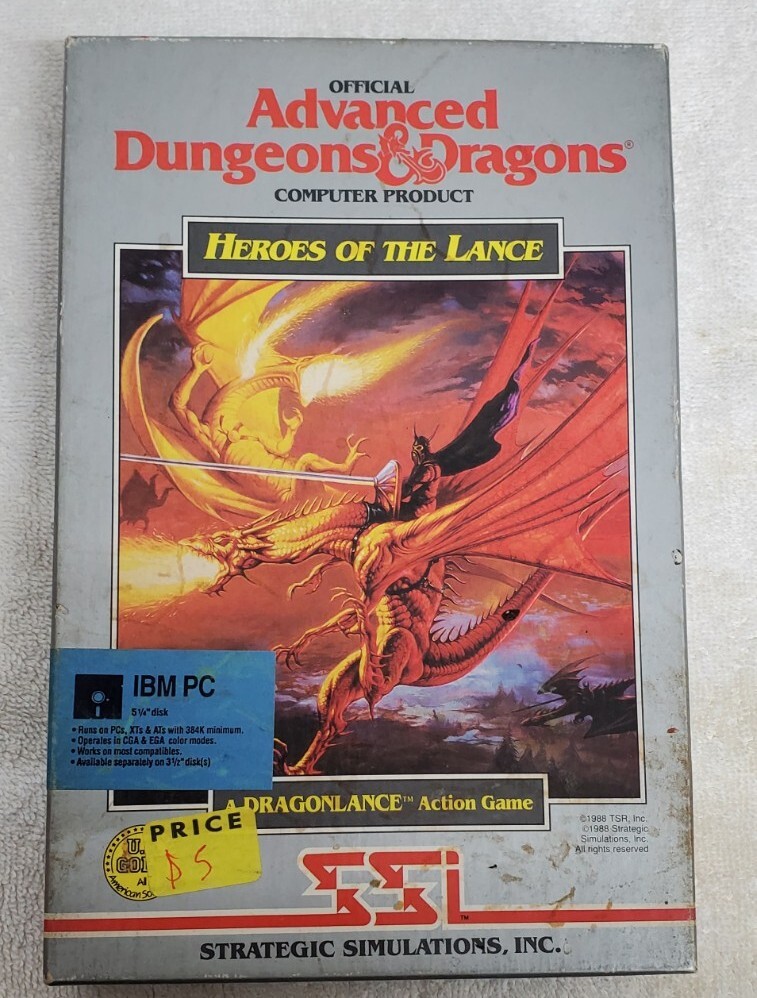 OFFICIAL
Advanced
Dungeons & Dragons®
COMPUTER PRODUCT
HEROES OF THE LANCE
IBM PC
5¼" disk
• Runs on PCs, XTs & ATs with 384K minimum.
• Operates in CGA & EGA color modes.
• Works on most compatibles.
• Available separately on 3½" disk(s)
A DRAGONLANCE™ Action Game
©1988 TSR, Inc.
©1988 Strategic
Simulations, Inc.
All rights reserved
U.
PRICE
$5
American
SSi™
STRATEGIC SIMULATIONS, INC.